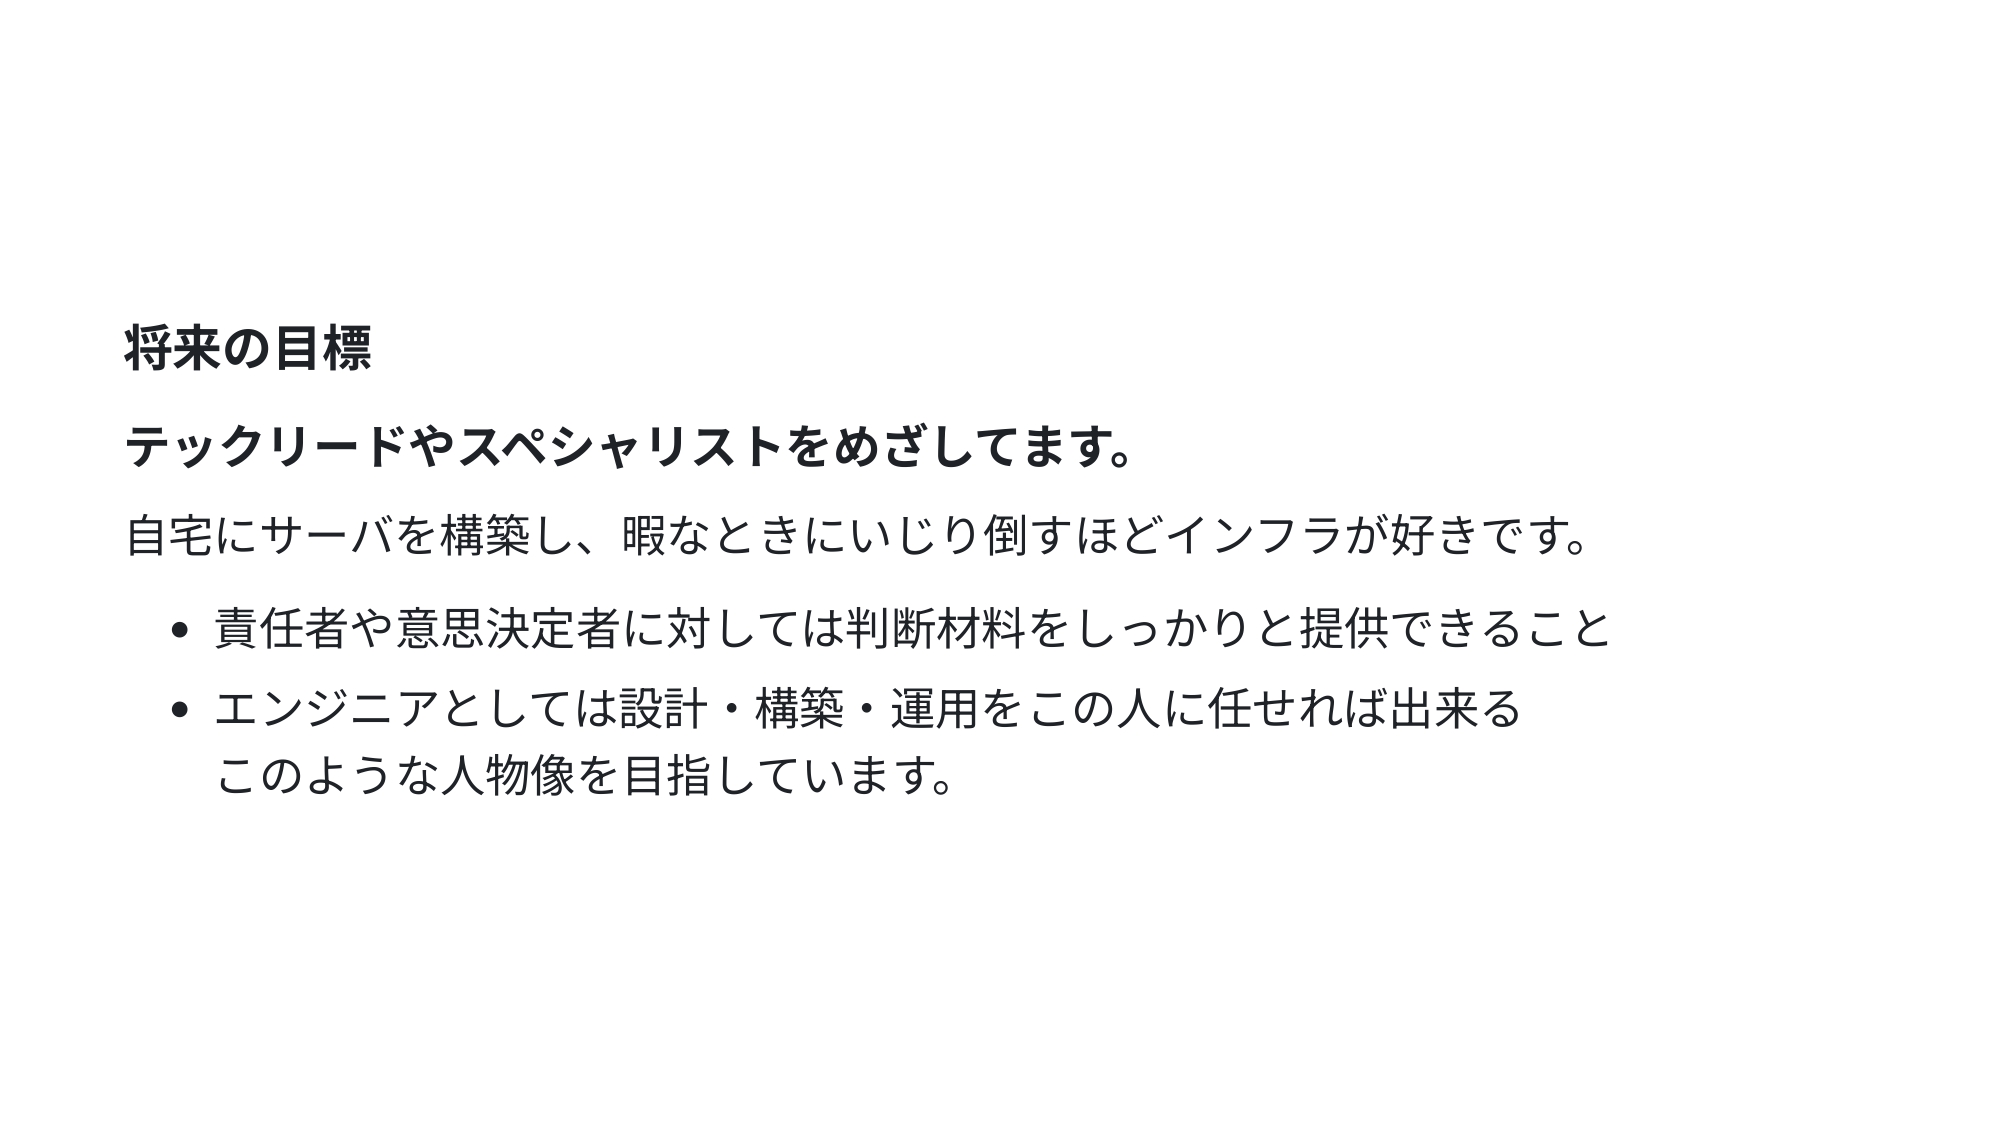 将来の目標
テックリードやスペシャリストをめざしてます。
自宅にサーバを構築し、暇なときにいじり倒すほどインフラが好きです。
• 責任者や意思決定者に対しては判断材料をしっかりと提供できること
• エンジニアとしては設計・構築・運用をこの人に任せれば出来る
このような人物像を目指しています。